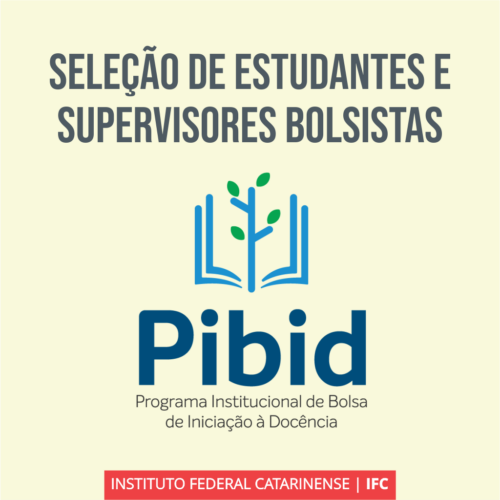 SELEÇÃO DE ESTUDANTES E
SUPERVISORES BOLSISTAS
Pibid
Programa Institucional de Bolsa
de Iniciação à Docência
INSTITUTO FEDERAL CATARINENSE | IFC